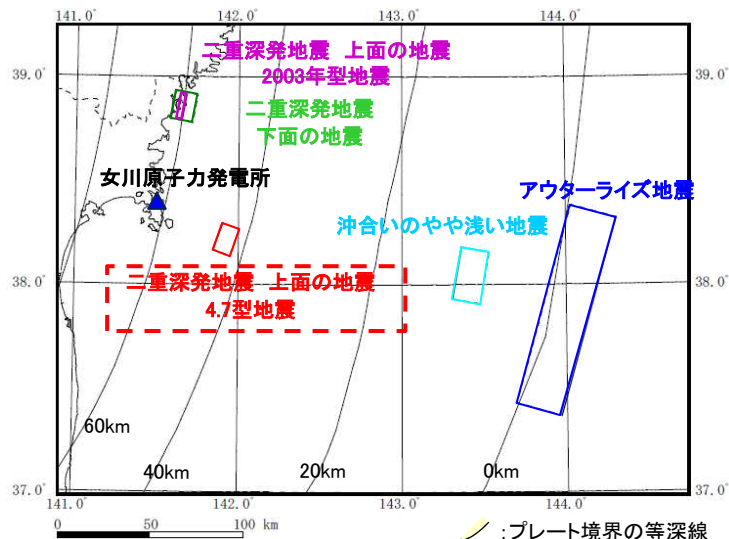 141.0° 142.0° 143.0° 144.0°
39.0° 39.0°
二重深発地震 上面の地震
2003年型地震
二重深発地震
下面の地震
女川原子力発電所
アウターライズ地震
沖合いのやや浅い地震
38.0° 38.0°
二重深発地震 上面の地震
4.7型地震
60km
40km 20km 0km
37.0° 37.0°
141.0° 142.0° 143.0° 144.0°
0 50 100 km
:プレート境界の等深線